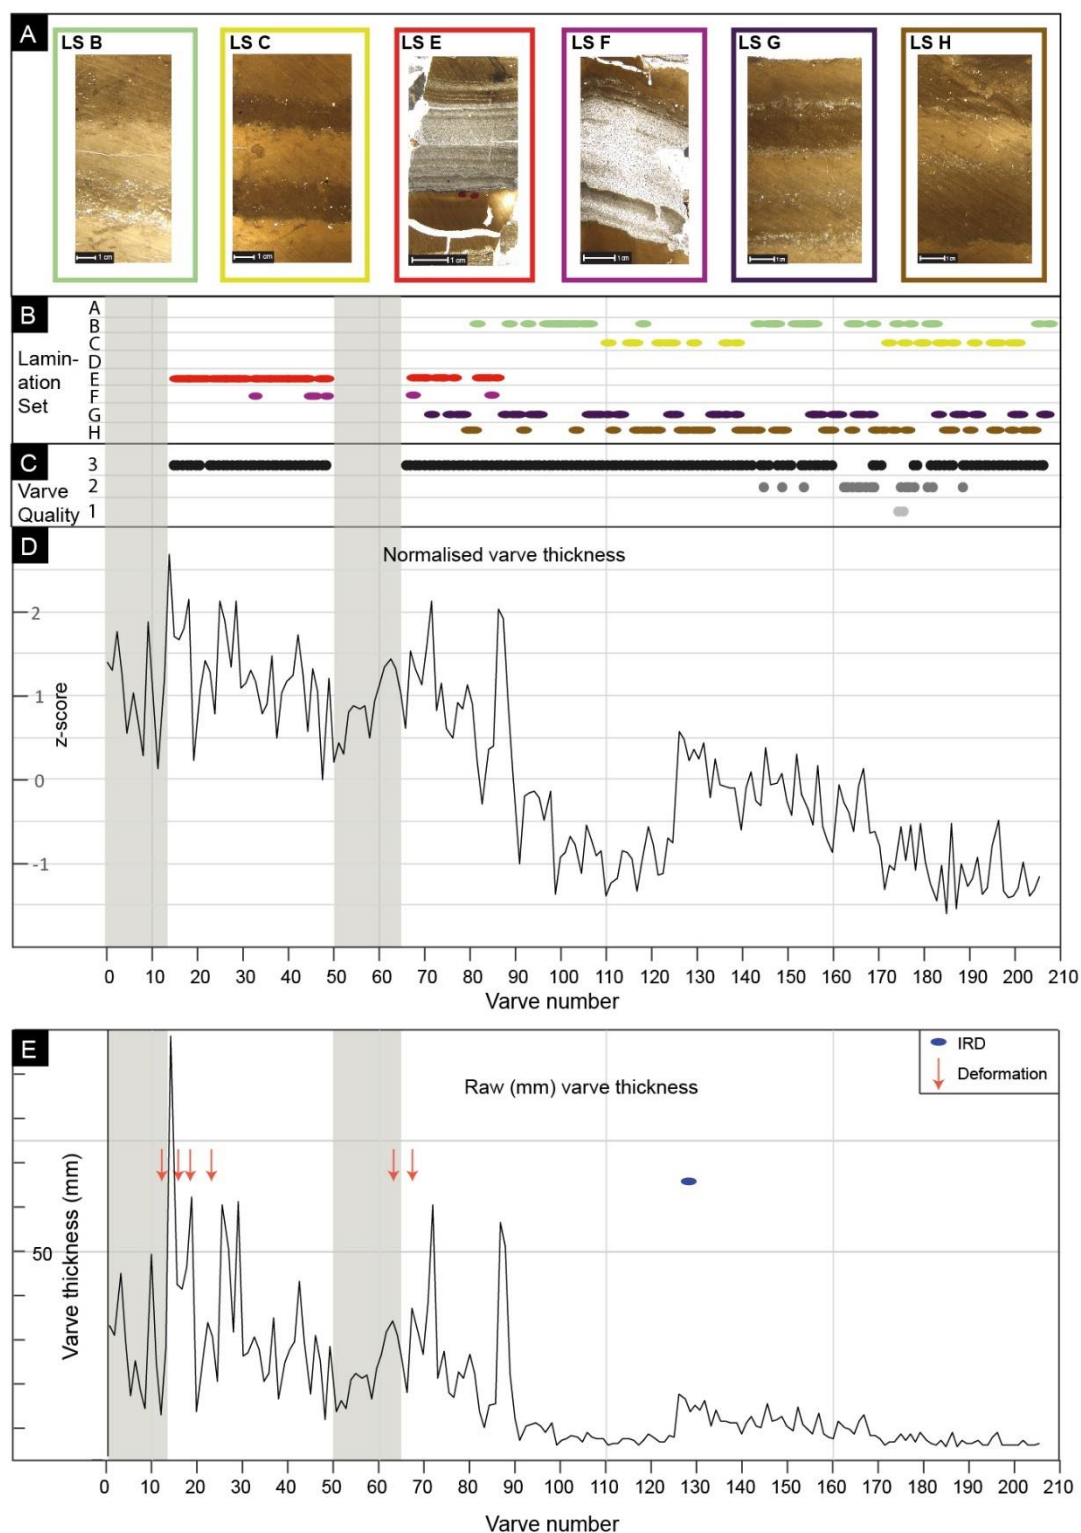 A
LS B
LS C
LS E
LS F
LS G
LS H
1 cm
1 cm
1 cm
1 cm
1 cm
1 cm
B
Lamin-
ation
Set
A
B
C
D
E
F
G
H
C
Varve
Quality
3
2
1
D
Normalised varve thickness
z-score
2
1
0
-1
0 10 20 30 40 50 60 70 80 90 100 110 120 130 140 150 160 170 180 190 200 210
Varve number
E
IRD
Deformation
Raw (mm) varve thickness
Varve thickness (mm)
50
0 10 20 30 40 50 60 70 80 90 100 110 120 130 140 150 160 170 180 190 200 210
Varve number